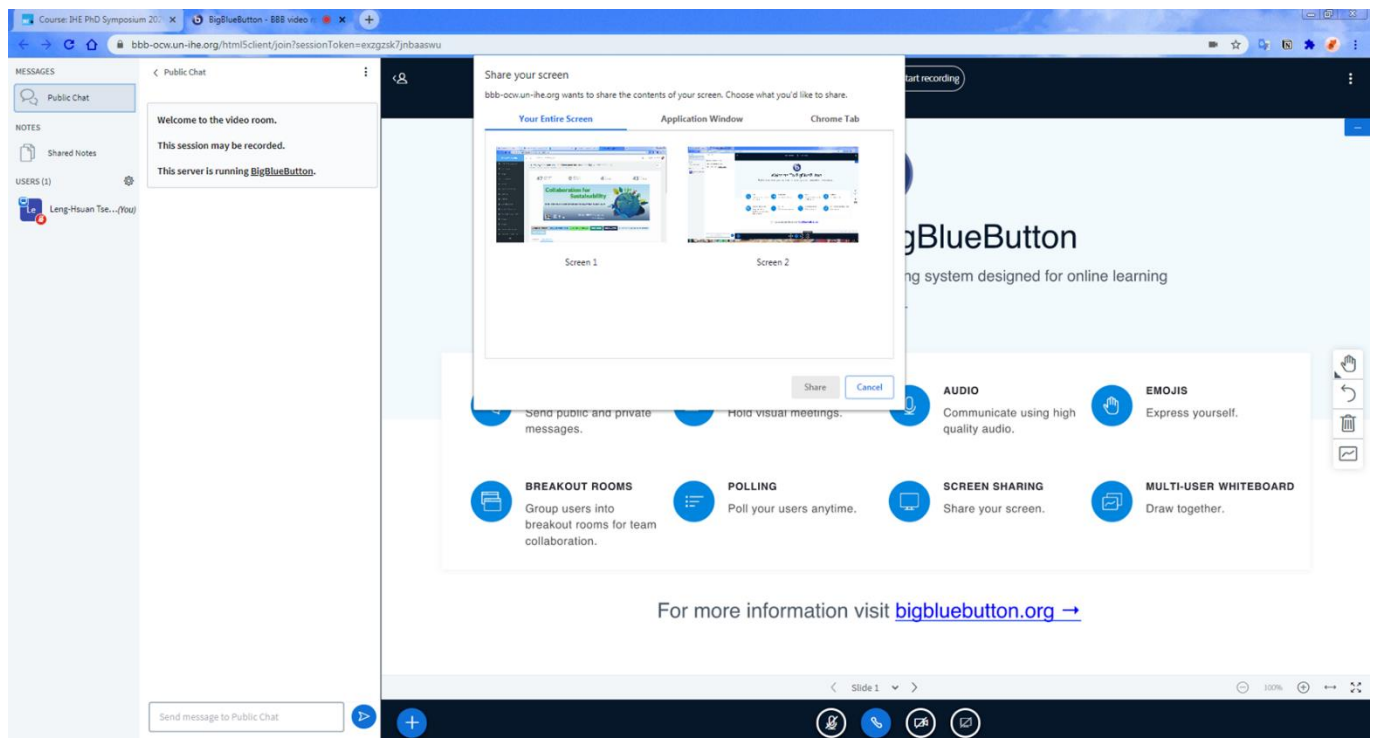 Course: IHE PhD Symposium 202
BigBlueButton - BBB video r
bbb-ocw.un-ihe.org/html5client/join?sessionToken=exzgzsk7jnbaaswu
MESSAGES
Public Chat
NOTES
Shared Notes
USERS (1)
Le
Leng-Hsuan Tse... (You)
Public Chat
Welcome to the video room.
This session may be recorded.
This server is running BigBlueButton.
Send message to Public Chat
tart recording
Share your screen
bbb-ocw.un-ihe.org wants to share the contents of your screen. Choose what you'd like to share.
Your Entire Screen
Application Window
Chrome Tab
Collaboration for
Sustainability
Screen 1
Screen 2
Share
Cancel
gBlueButton
ng system designed for online learning
Send public and private
messages.
Hold visual meetings.
AUDIO
Communicate using high
quality audio.
EMOJIS
Express yourself.
BREAKOUT ROOMS
Group users into
breakout rooms for team
collaboration.
POLLING
Poll your users anytime.
SCREEN SHARING
Share your screen.
MULTI-USER WHITEBOARD
Draw together.
For more information visit bigbluebutton.org →
Slide 1
100%